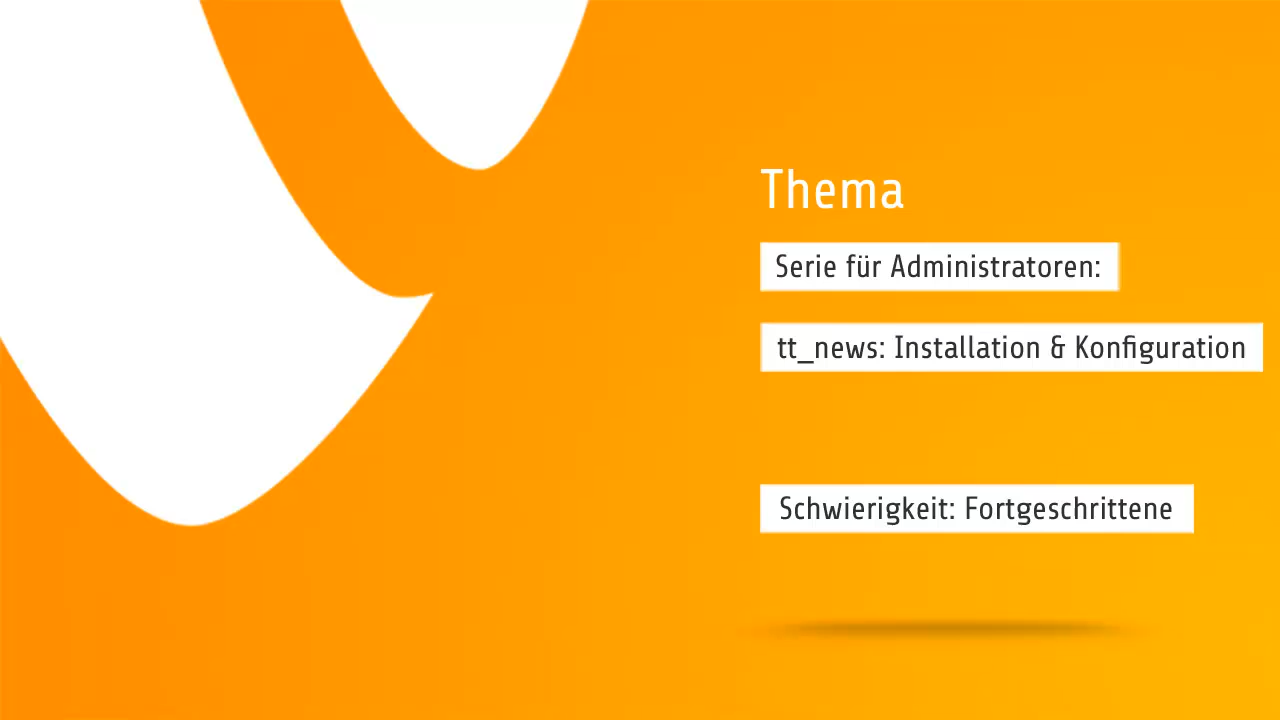 Thema
Serie für Administratoren:
tt_news: Installation & Konfiguration
Schwierigkeit: Fortgeschrittene